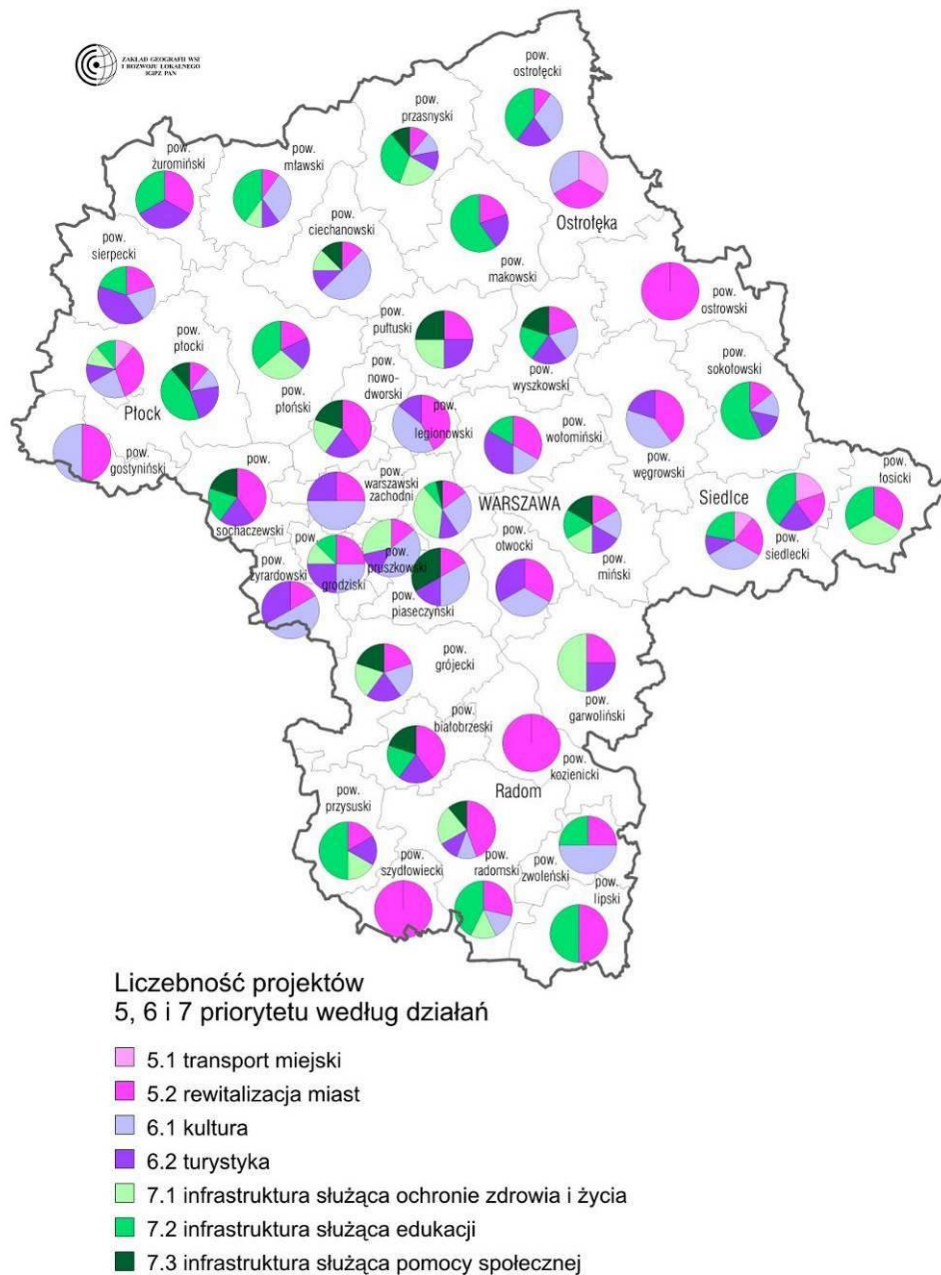 ZAKŁAD GEOGRAFII WSI
I ROZWOJU LOKALNEGO
IGIPZ PAN
pow.
ostrołęcki
pow.
przasnyski
pow.
żuromiński
pow.
mławski
Ostrołęka
pow.
ciechanowski
pow.
makowski
pow.
sierpecki
pow.
ostrowski
pow.
płocki
pow.
pułtuski
pow.
wyszkowski
pow.
sokołowski
pow.
płoński
pow.
nowo-
dworski
Płock
pow.
legionowski
pow.
wołomiński
pow.
węgrowski
pow.
gostyniński
pow.
sochaczewski
pow.
warszawski
zachodni
WARSZAWA
Siedlce
pow.
łosicki
pow.
siedlecki
pow.
miński
pow.
otwocki
pow.
żyrardowski
grodziski
pow.
pruszkowski
pow.
piaseczyński
pow.
grójecki
pow.
garwoliński
pow.
białobrzeski
pow.
kozienicki
Radom
pow.
przysuski
pow.
szydłowiecki
pow.
radomski
pow.
zwoleński
pow.
lipski
Liczebność projektów
5, 6 i 7 priorytetu według działań
5.1 transport miejski
5.2 rewitalizacja miast
6.1 kultura
6.2 turystyka
7.1 infrastruktura służąca ochronie zdrowia i życia
7.2 infrastruktura służąca edukacji
7.3 infrastruktura służąca pomocy społecznej